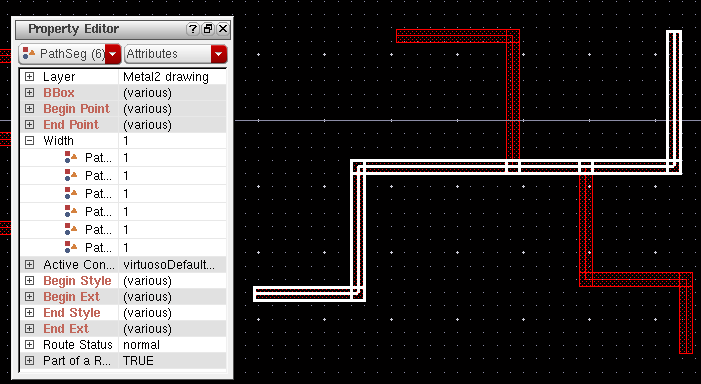 Property Editor
PathSeg (6) Attributes
Layer Metal2 drawing
BBox (various)
Begin Point (various)
End Point (various)
Width 1
Pat... 1
Pat... 1
Pat... 1
Pat... 1
Pat... 1
Pat... 1
Active Con... virtuosoDefault...
Begin Style (various)
Begin Ext (various)
End Style (various)
End Ext (various)
Route Status normal
Part of a R... TRUE